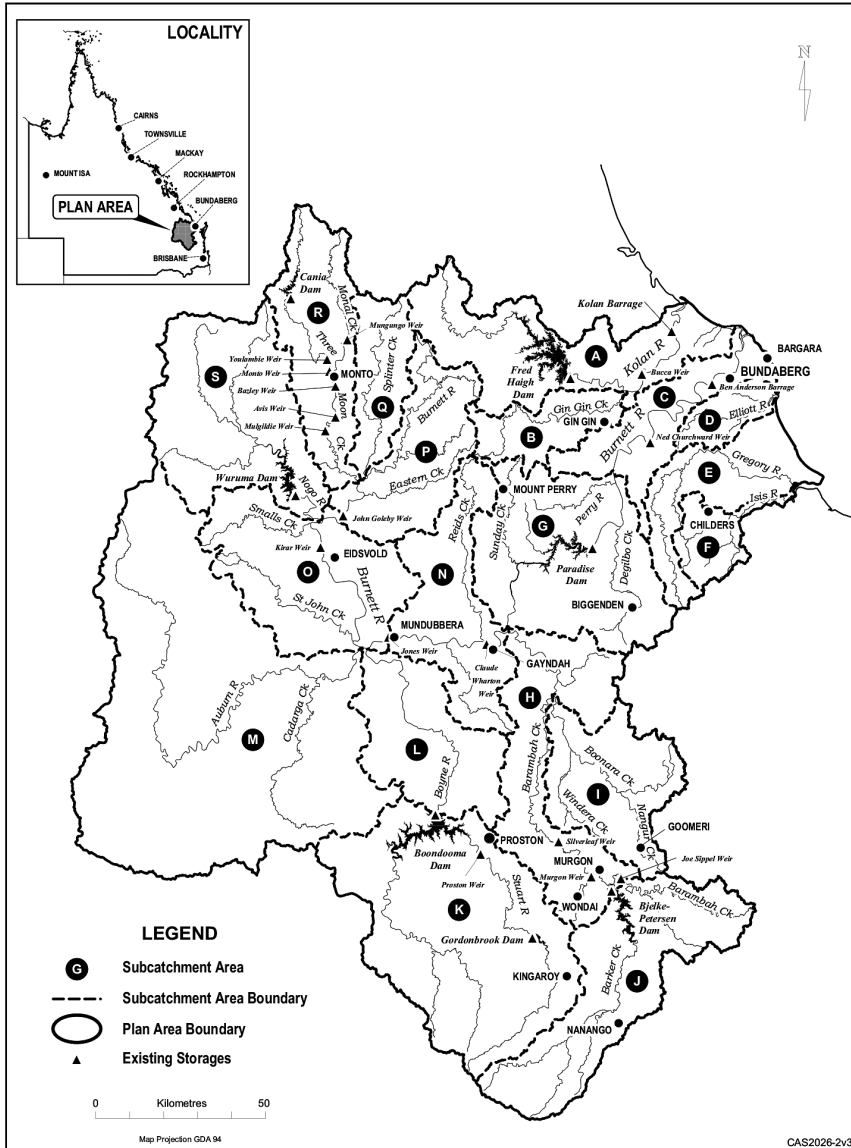 LOCALITY
CAIRNS
TOWNSVILLE
MACKAY
MOUNT ISA
ROCKHAMPTON
BUNDABERG
PLAN AREA
BRISBANE
N
Cania
Dam
R
Monal Ck
Three
Moon
Ck
Mungungo Weir
Youlambie Weir
Monto Weir
MONTO
Bazley Weir
Avis Weir
Mulgildie Weir
S
Splinter Ck
Q
Kolan Barrage
A
Kolan R
Fred
Haigh
Dam
Bucca Weir
BARGARA
BUNDABERG
Ben Anderson Barrage
C
D
Elliott R
Burnett R
P
Eastern Ck
B
Gin Gin Ck
GIN GIN
Burnett R
Ned Churchward Weir
E
Gregory R
Isis R
CHILDERS
F
Wuruma Dam
Nogo R
John Goleby Weir
Reids Ck
Sunday Ck
MOUNT PERRY
G
Perry R
Paradise
Dam
Degilbo Ck
BIGGENDEN
Smalls Ck
Kirar Weir
EIDSVOLD
O
Burnett R
St John Ck
N
MUNDUBBERA
Jones Weir
Claude
Wharton
Weir
GAYNDAH
H
Auburn R
Cadarga Ck
M
L
Boyne R
Barambah Ck
Boonara Ck
I
Windera Ck
Nangur Ck
GOOMERI
Silverleaf Weir
PROSTON
Boondooma
Dam
Proston Weir
MURGON
Murgon Weir
Joe Sippel Weir
WONDAI
Barambah Ck
Bjelke-
Petersen
Dam
Stuart R
K
Gordonbrook Dam
KINGAROY
Barker Ck
J
NANANGO
LEGEND
G Subcatchment Area
Subcatchment Area Boundary
Plan Area Boundary
Existing Storages
0 Kilometres 50
Map Projection GDA 94
CAS2026-2v3